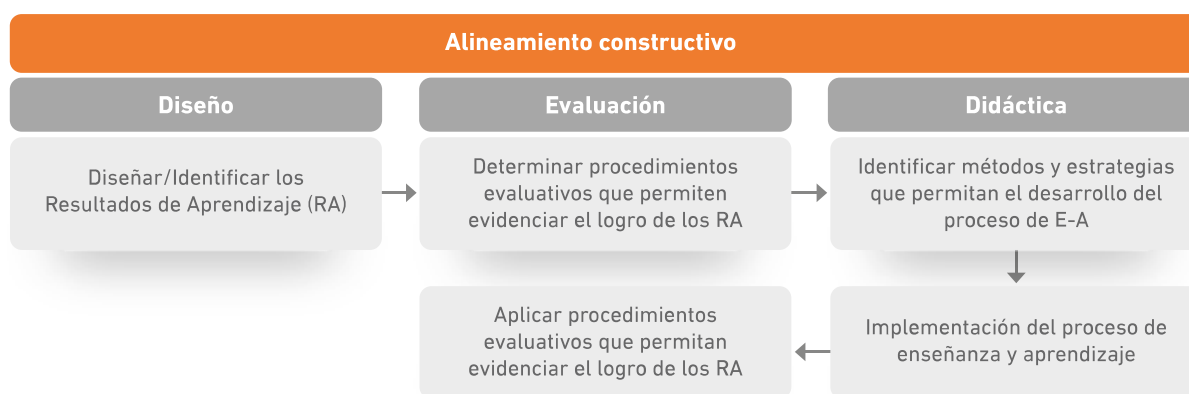 Alineamiento constructivo
Diseño
Evaluación
Didáctica
Diseñar/Identificar los
Resultados de Aprendizaje (RA)
Determinar procedimientos
evaluativos que permiten
evidenciar el logro de los RA
Identificar métodos y estrategias
que permitan el desarrollo del
proceso de E-A
Implementación del proceso de
enseñanza y aprendizaje
Aplicar procedimientos
evaluativos que permitan
evidenciar el logro de los RA